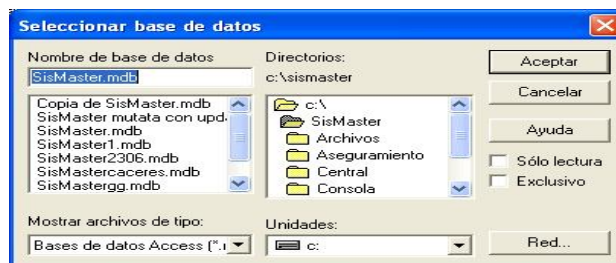 Seleccionar base de datos
Nombre de base de datos
SisMaster.mdb
Copia de SisMaster.mdb
SisMaster mutata con upd
SisMaster.mdb
SisMaster1.mdb
SisMaster2306.mdb
SisMastercaceres.mdb
SisMastergg.mdb
Mostrar archivos de tipo:
Bases de datos Access (*.
Directorios:
c:\sismaster
c:\
SisMaster
Archivos
Aseguramiento
Central
Consola
Unidades:
c:
Aceptar
Cancelar
Ayuda
Sólo lectura
Exclusivo
Red...